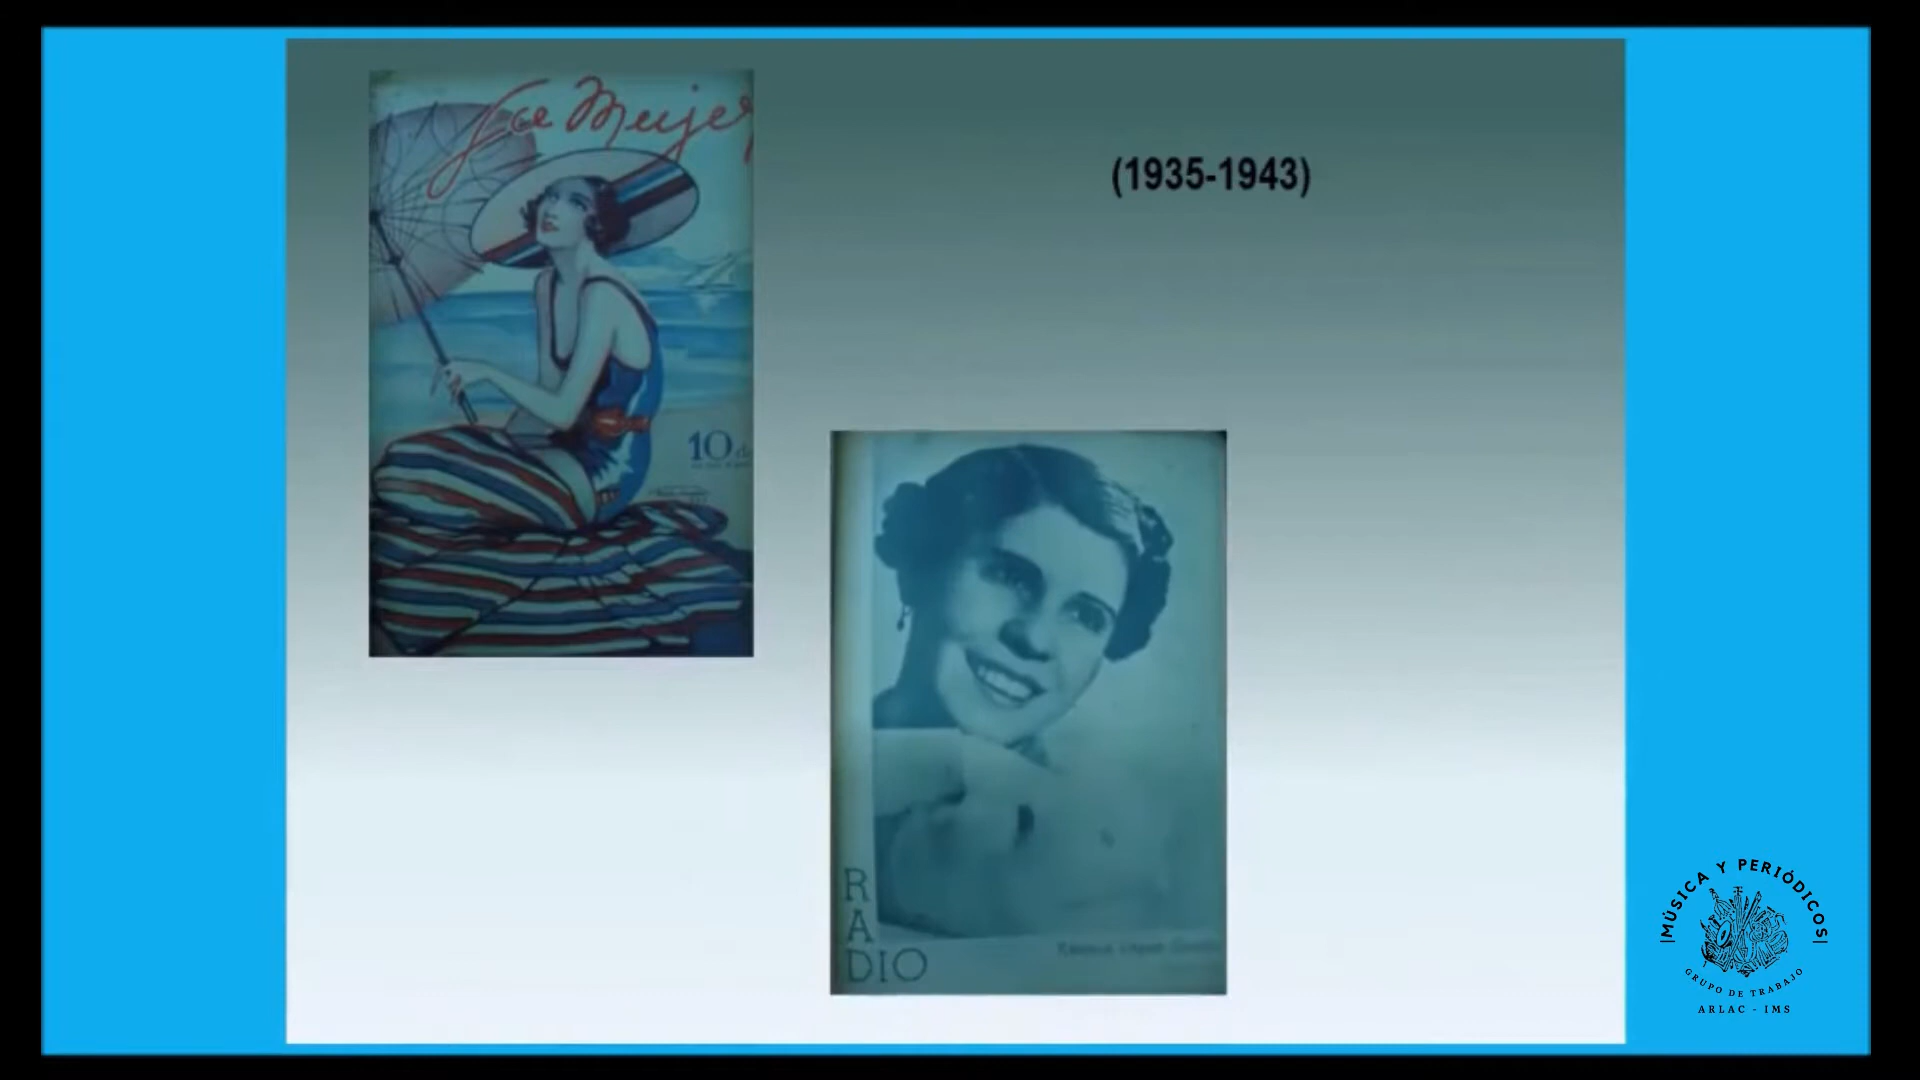 La Mujer
(1935-1943)
10
RADIO
MÚSICA Y PERIÓDICOS
GRUPO DE TRABAJO
ARLAC - IMS